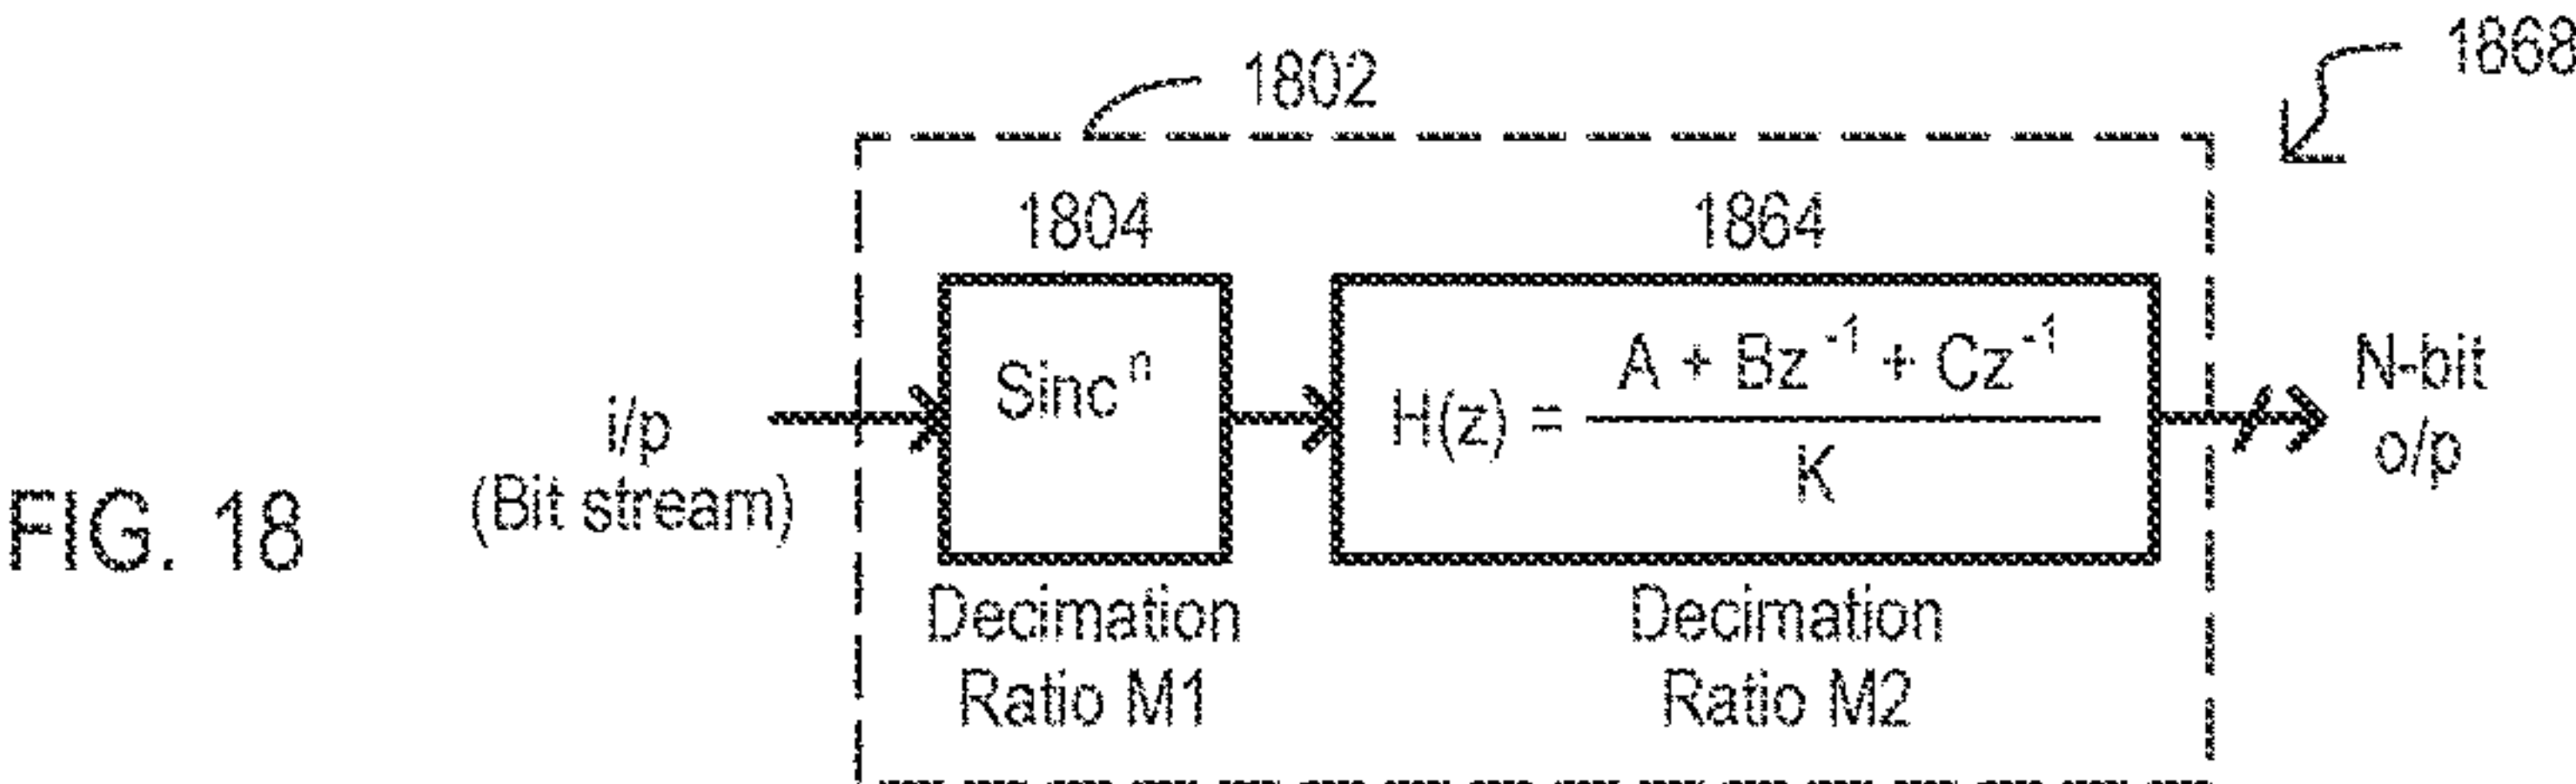 1868
1802
1804
1864
Sincⁿ
H(z) = (A + Bz⁻¹ + Cz⁻¹) / K
i/p
(Bit stream)
N-bit
o/p
FIG. 18
Decimation
Ratio M1
Decimation
Ratio M2